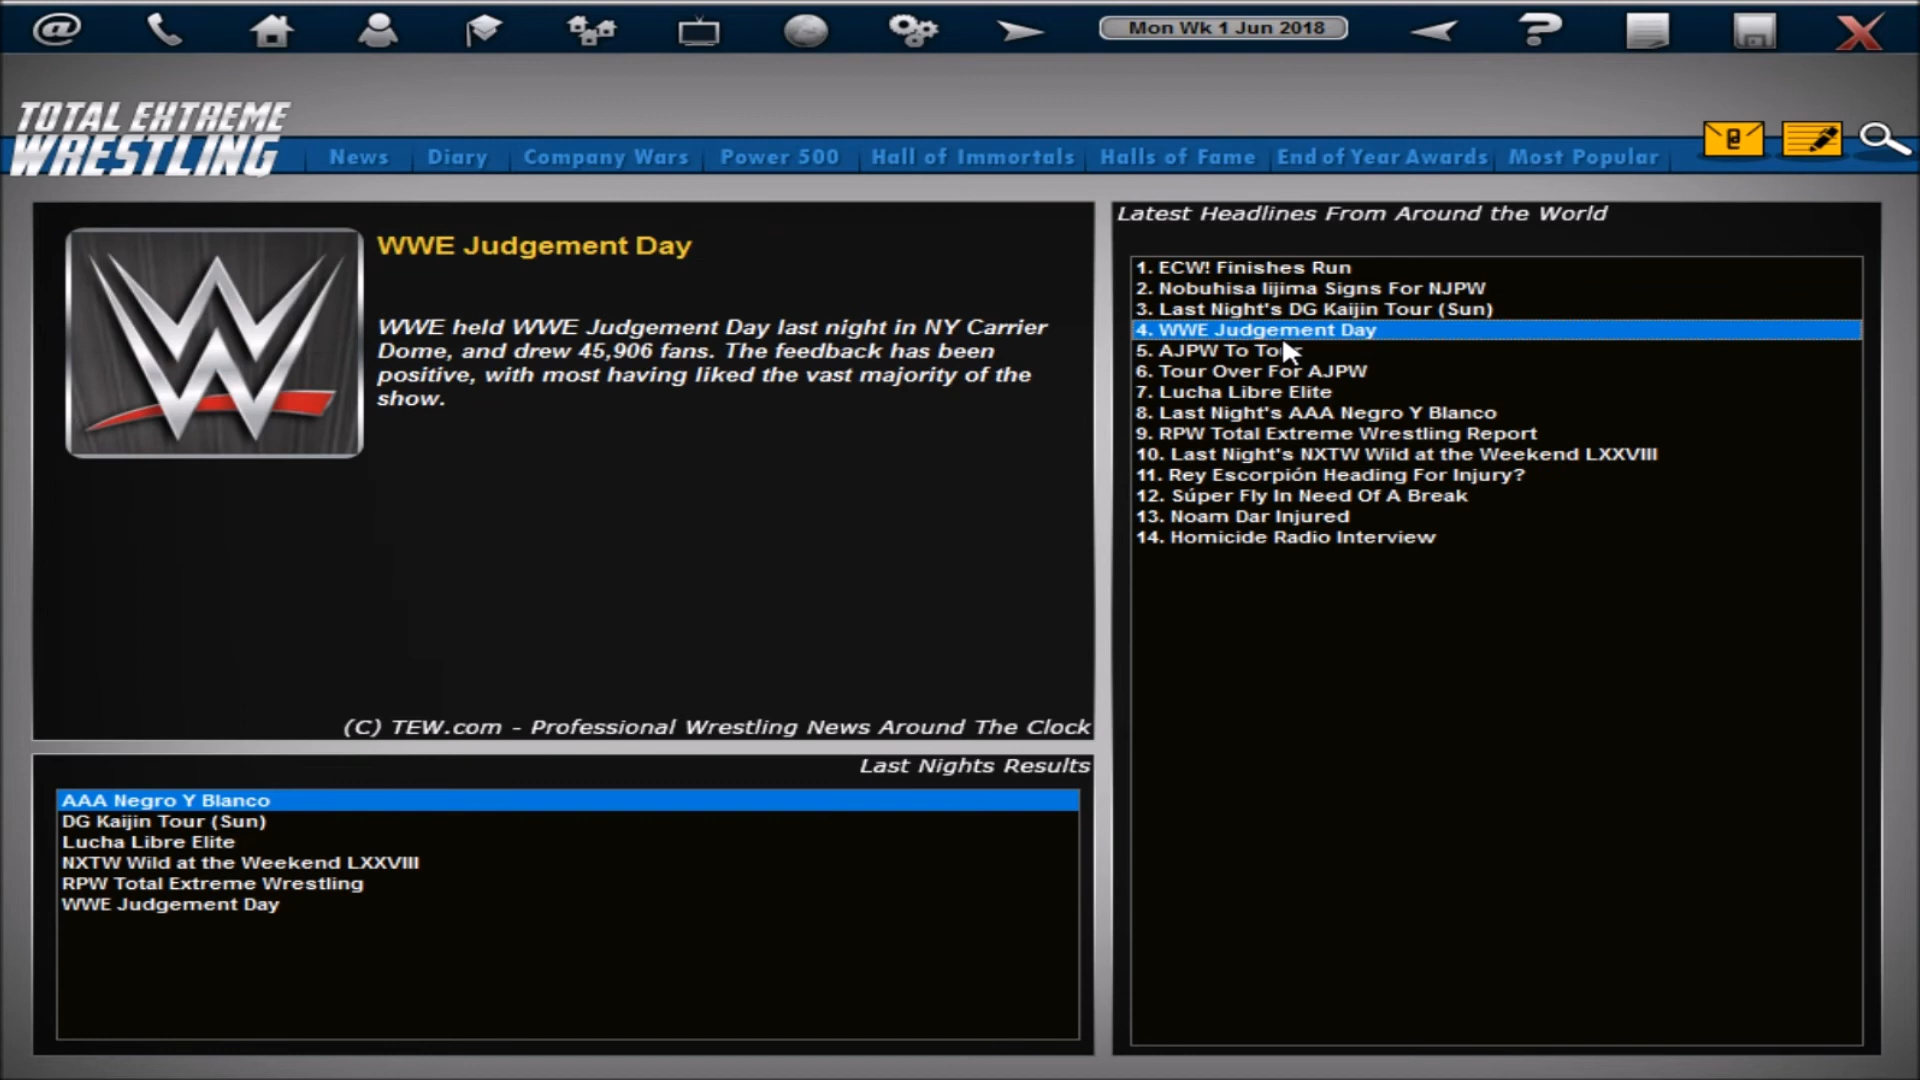 Mon Wk 1 Jun 2018
TOTAL EXTREME
WRESTLING
News
Diary
Company Wars
Power 500
Hall of Immortals
Halls of Fame
End of Year Awards
Most Popular
WWE Judgement Day
WWE held WWE Judgement Day last night in NY Carrier
Dome, and drew 45,906 fans. The feedback has been
positive, with most having liked the vast majority of the
show.
(C) TEW.com - Professional Wrestling News Around The Clock
Last Nights Results
AAA Negro Y Blanco
DG Kaijin Tour (Sun)
Lucha Libre Elite
NXTW Wild at the Weekend LXXVIII
RPW Total Extreme Wrestling
WWE Judgement Day
Latest Headlines From Around the World
1. ECW! Finishes Run
2. Nobuhisa Iijima Signs For NJPW
3. Last Night's DG Kaijin Tour (Sun)
4. WWE Judgement Day
5. AJPW To Tour
6. Tour Over For AJPW
7. Lucha Libre Elite
8. Last Night's AAA Negro Y Blanco
9. RPW Total Extreme Wrestling Report
10. Last Night's NXTW Wild at the Weekend LXXVIII
11. Rey Escorpión Heading For Injury?
12. Súper Fly In Need Of A Break
13. Noam Dar Injured
14. Homicide Radio Interview